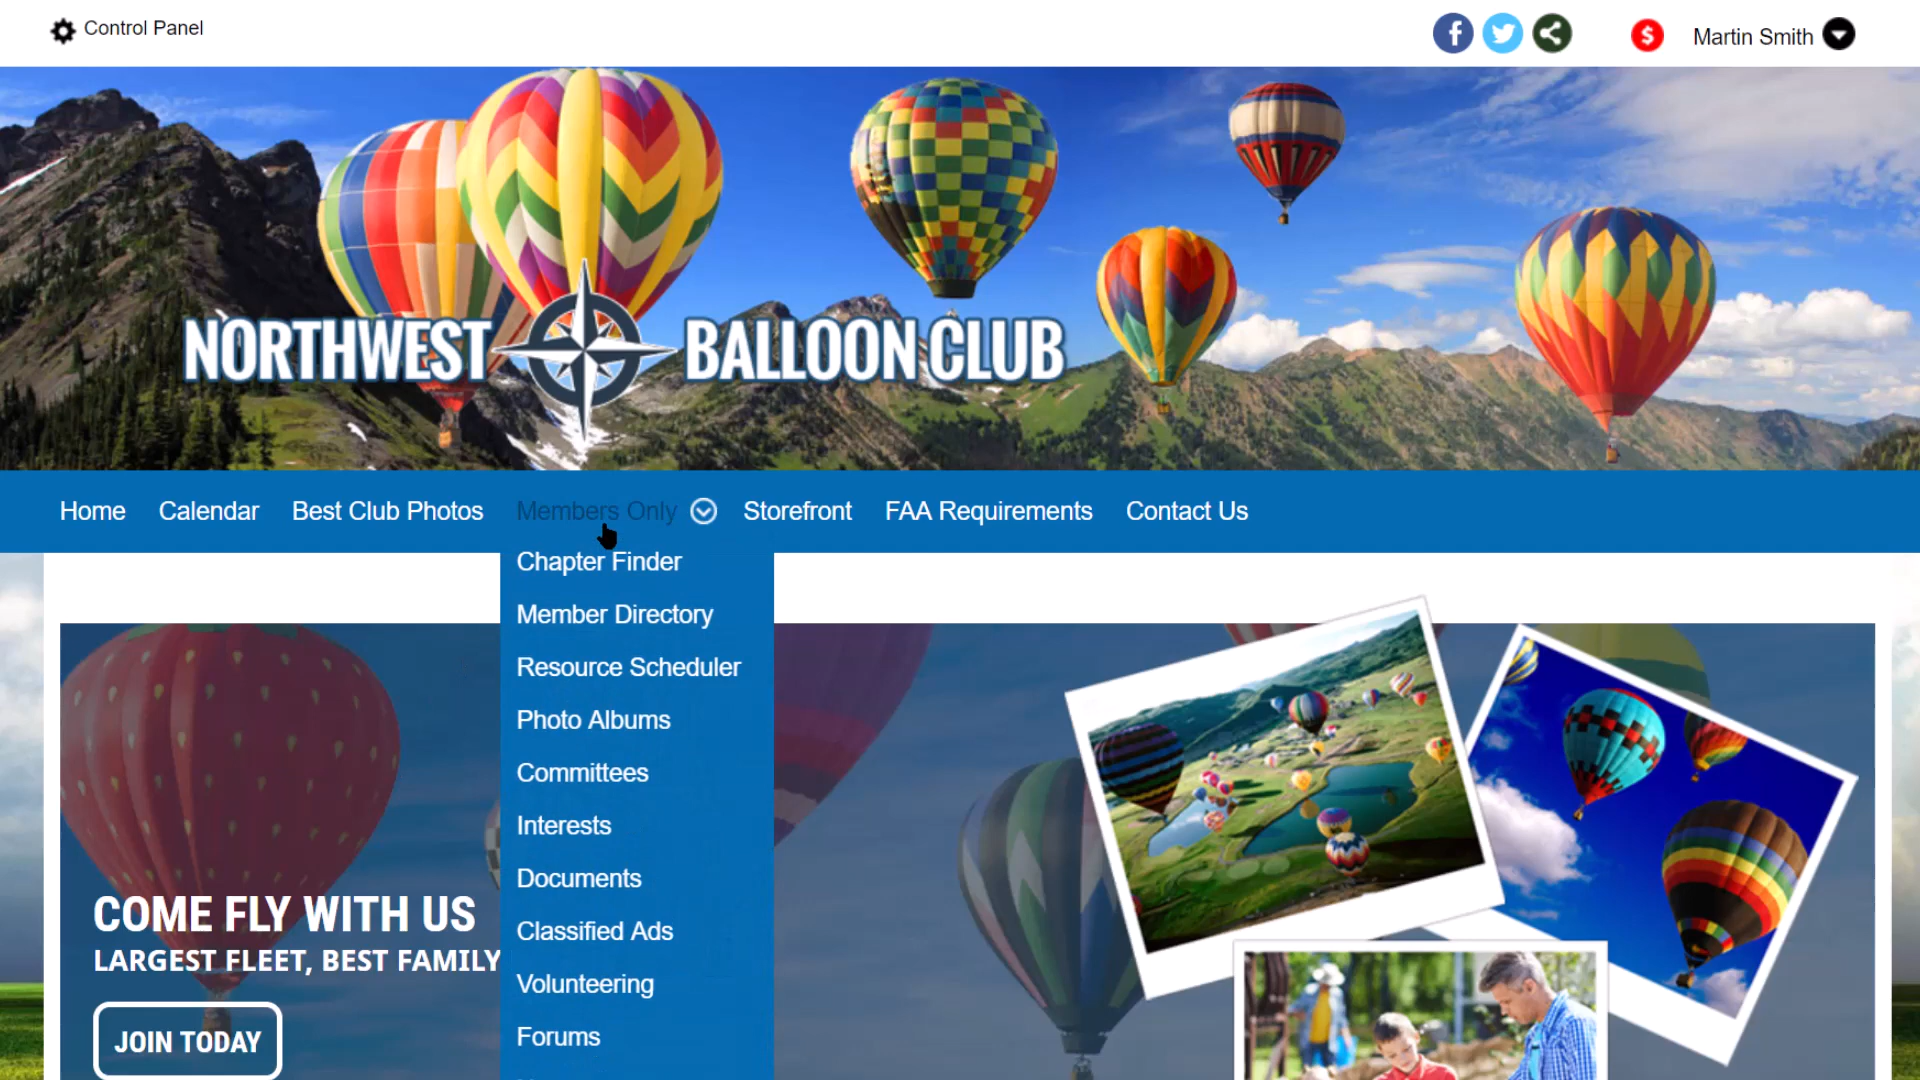 Control Panel
Martin Smith
NORTHWEST BALLOON CLUB
Home Calendar Best Club Photos Members Only Storefront FAA Requirements Contact Us
Chapter Finder
Member Directory
Resource Scheduler
Photo Albums
Committees
Interests
Documents
Classified Ads
Volunteering
Forums
COME FLY WITH US
LARGEST FLEET, BEST FAMILY
JOIN TODAY